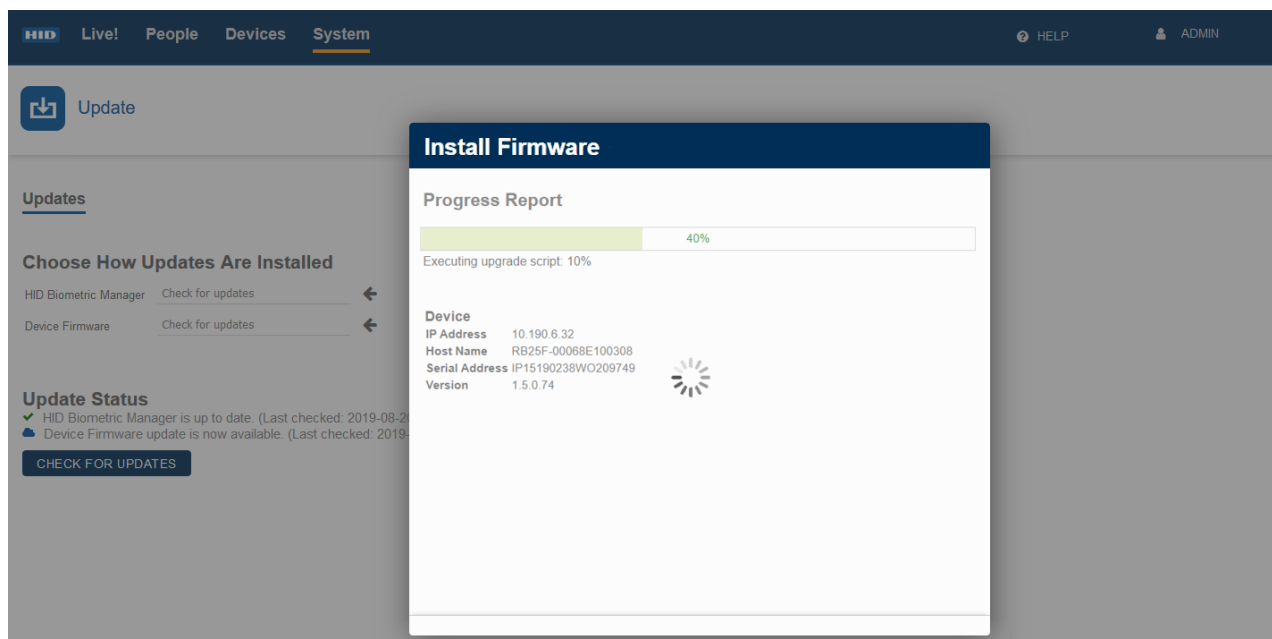 HID Live! People Devices System HELP ADMIN
Update
Install Firmware
Progress Report
40%
Executing upgrade script: 10%
Device
IP Address 10.190.6.32
Host Name RB25F-00068E100308
Serial Address IP15190238WO209749
Version 1.5.0.74
Updates
Choose How Updates Are Installed
HID Biometric Manager Check for updates
Device Firmware Check for updates
Update Status
HID Biometric Manager is up to date. (Last checked: 2019-08-20
Device Firmware update is now available. (Last checked: 2019-
CHECK FOR UPDATES